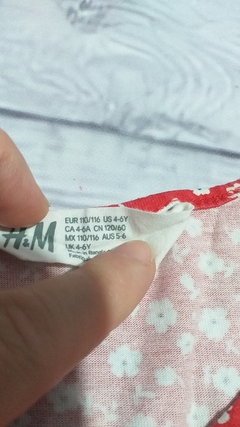 H&M
EUR 110/116 US 4-6Y
CA 4-6A CN 120/60
MX 110/116 AUS 5-6
UK 4-6Y